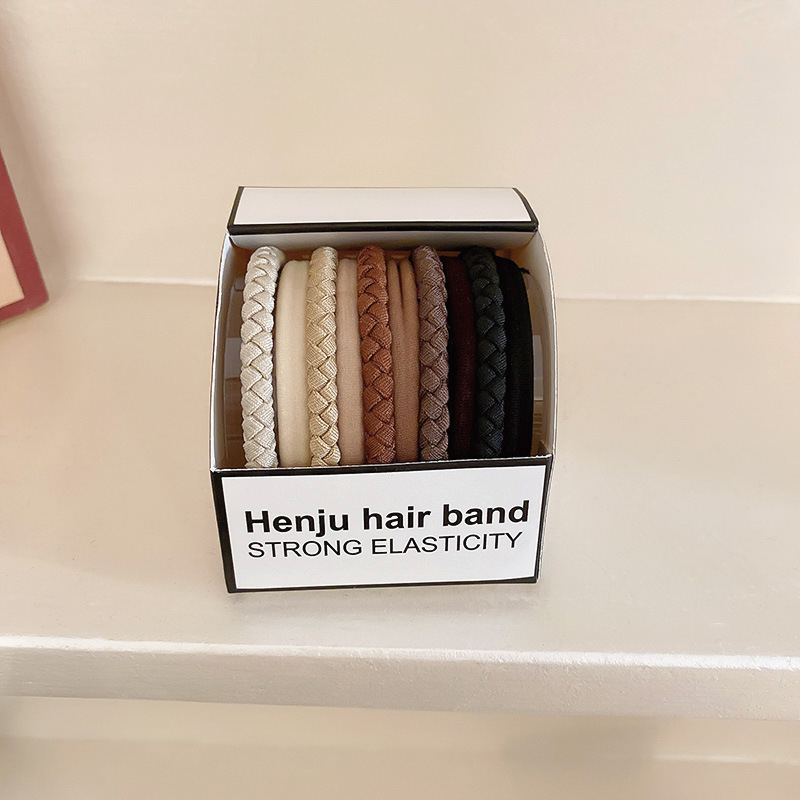 Henju hair band
STRONG ELASTICITY